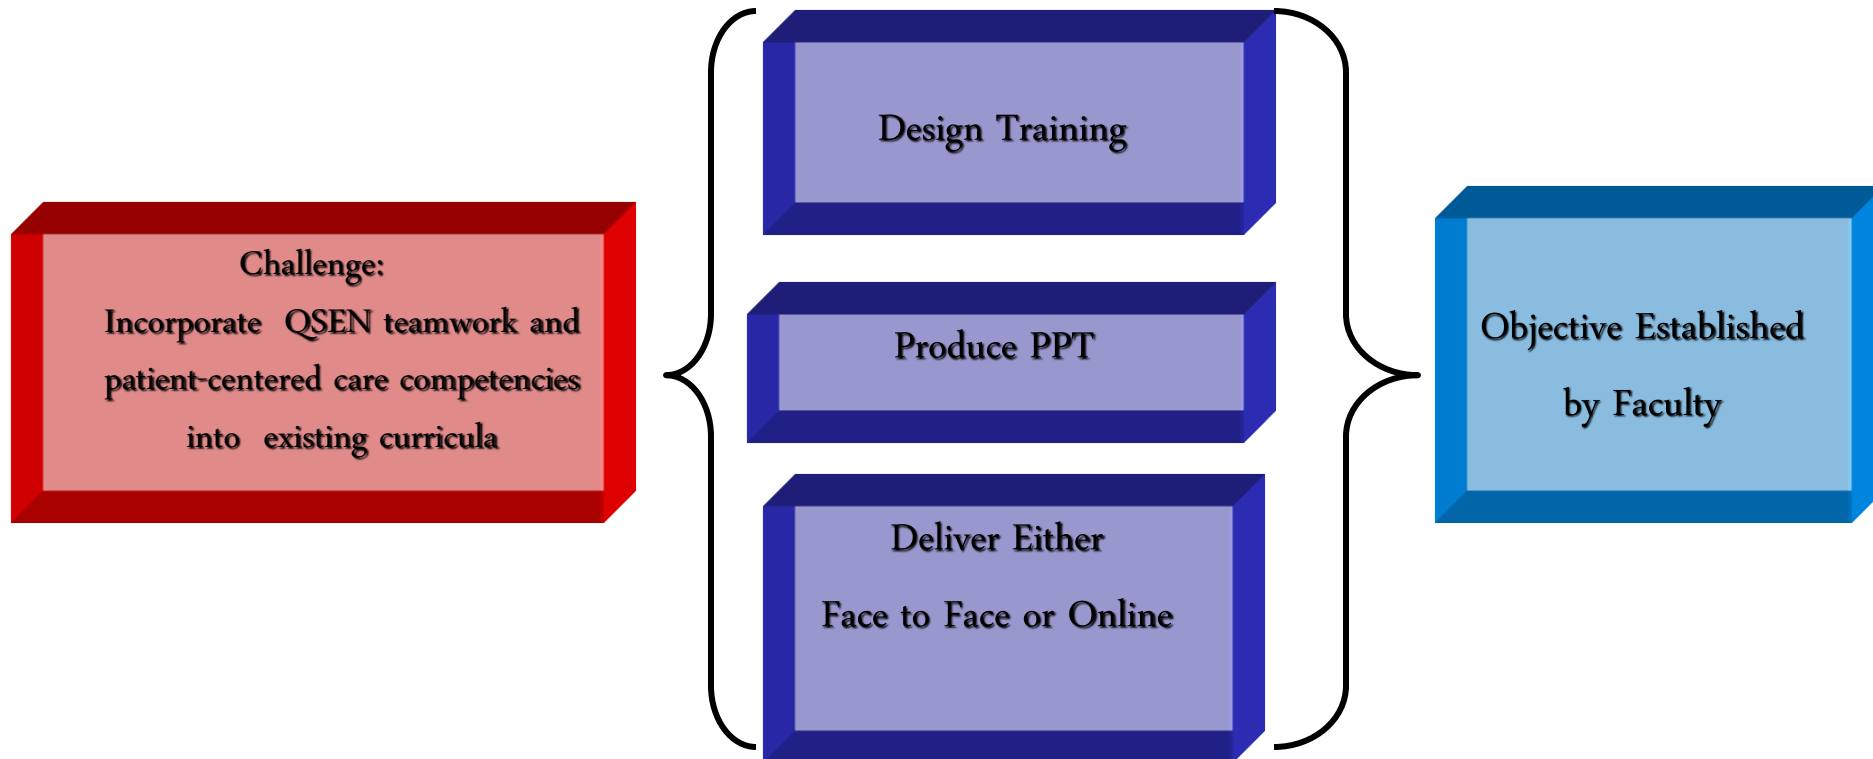 Challenge:
Incorporate QSEN teamwork and
patient-centered care competencies
into existing curricula
Design Training
Produce PPT
Deliver Either
Face to Face or Online
Objective Established
by Faculty